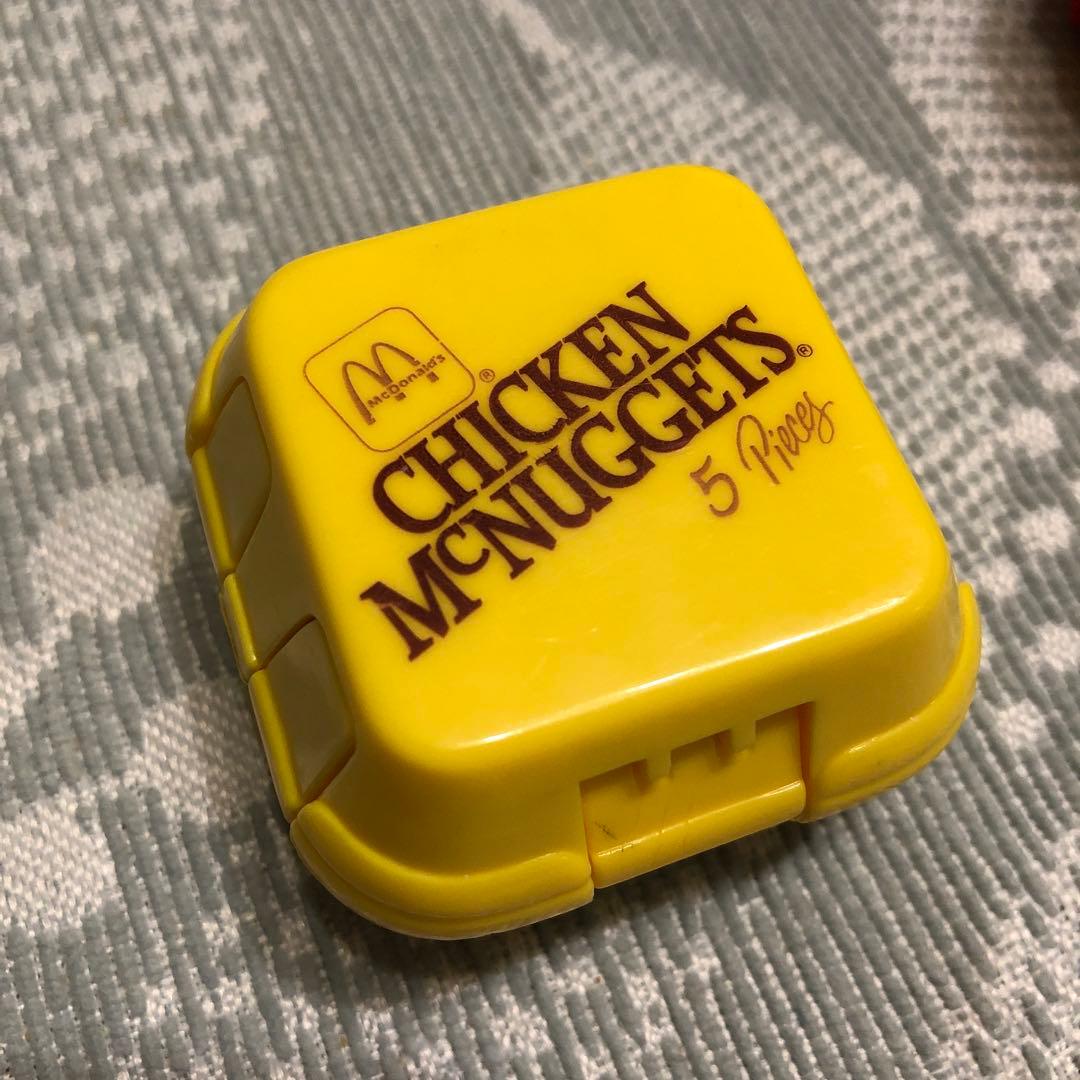 McDonald's ®
CHICKEN
McNUGGETS®
5 Pieces